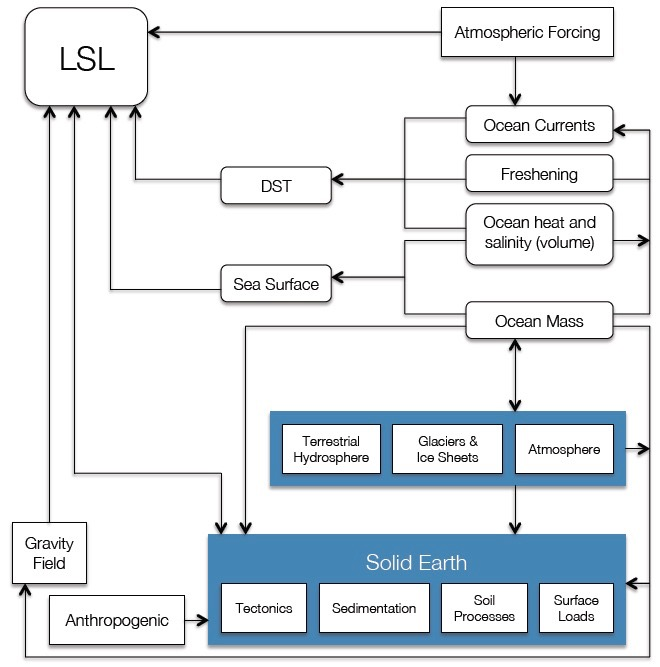 LSL
Atmospheric Forcing
Ocean Currents
Freshening
DST
Ocean heat and
salinity (volume)
Sea Surface
Ocean Mass
Terrestrial
Hydrosphere
Glaciers &
Ice Sheets
Atmosphere
Gravity
Field
Solid Earth
Anthropogenic
Tectonics
Sedimentation
Soil
Processes
Surface
Loads